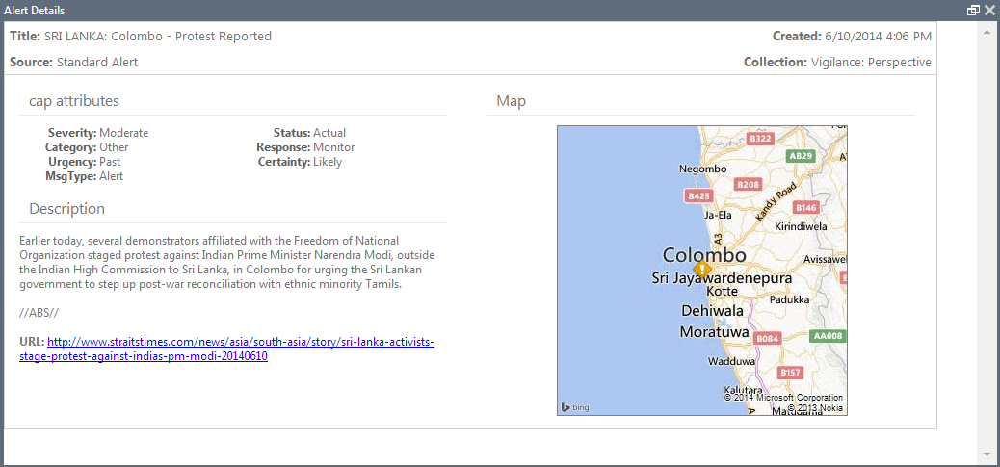 Alert Details
Title: SRI LANKA: Colombo - Protest Reported
Created: 6/10/2014 4:06 PM
Source: Standard Alert
Collection: Vigilance: Perspective
cap attributes
Severity: Moderate
Status: Actual
Category: Other
Response: Monitor
Urgency: Past
Certainty: Likely
MsgType: Alert
Description
Earlier today, several demonstrators affiliated with the Freedom of National
Organization staged protest against Indian Prime Minister Narendra Modi, outside
the Indian High Commission to Sri Lanka, in Colombo for urging the Sri Lankan
government to step up post-war reconciliation with ethnic minority Tamils.
//ABS//
URL: http://www.straitstimes.com/news/asia/south-asia/story/sri-lanka-activists-
stage-protest-against-indias-pm-modi-20140610
Map
B322
AB29
Negombo
B208
B425
Kandy Road
B146
Ja-Ela
Kirindiwela
A3
Colombo
Avissawel
Sri Jayawardenepura
Kotte
Padukka
Dehiwala
Moratuwa
B084
AA008
Wadduwa
B157
Kalutara
© 2014 Microsoft Corporation
© 2013 Nokia
A
bing